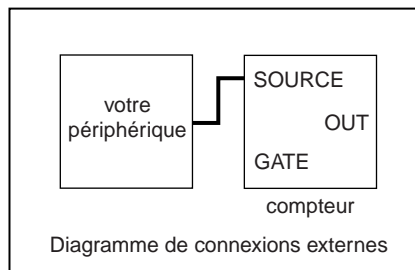 votre
périphérique
SOURCE
OUT
GATE
compteur
Diagramme de connexions externes